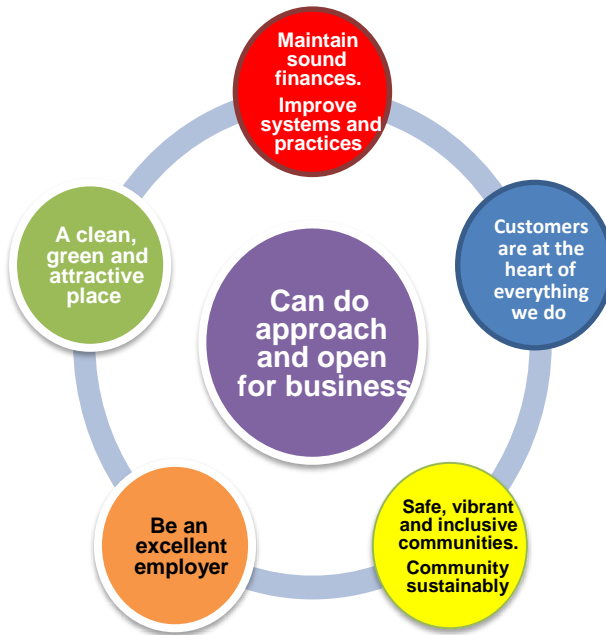 Maintain
sound
finances.
Improve
systems and
practices
Customers
are at the
heart of
everything
we do
Safe, vibrant
and inclusive
communities.
Community
sustainably
Be an
excellent
employer
A clean,
green and
attractive
place
Can do
approach
and open
for business